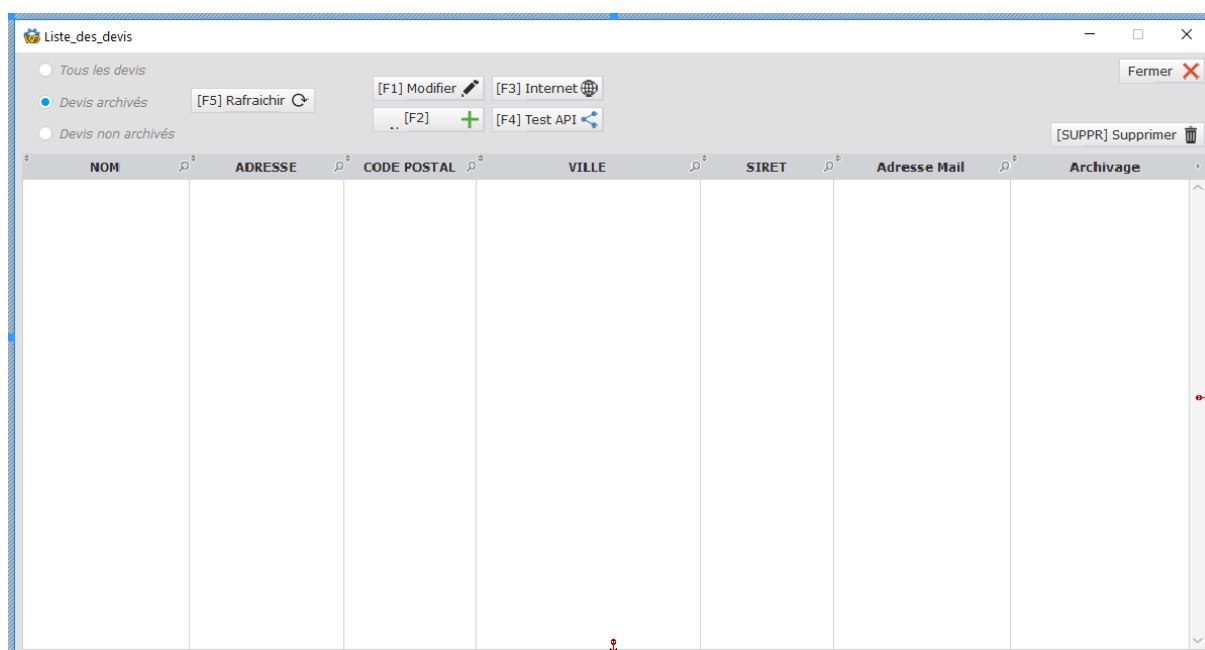 Liste_des_devis
Tous les devis
Fermer
[F1] Modifier
[F3] Internet
Devis archivés
[F5] Rafraichir
[F2]
[F4] Test API
Devis non archivés
[SUPPR] Supprimer
NOM ADRESSE CODE POSTAL VILLE SIRET Adresse Mail Archivage